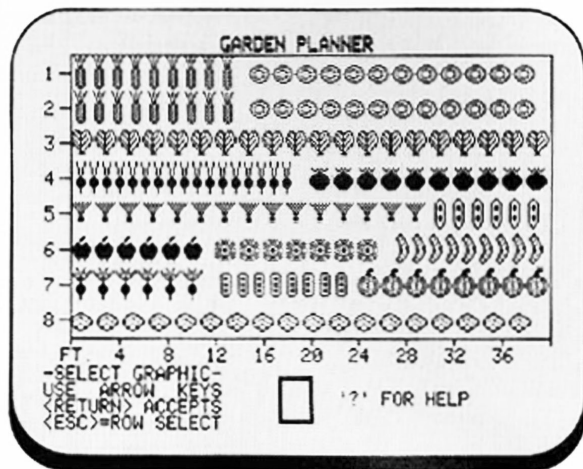 GARDEN PLANNER
1
2
3
4
5
6
7
8
FT. 4 8 12 16 20 24 28 32 36
-SELECT GRAPHIC-
USE ARROW KEYS
<RETURN> ACCEPTS
<ESC>=ROW SELECT
'?' FOR HELP